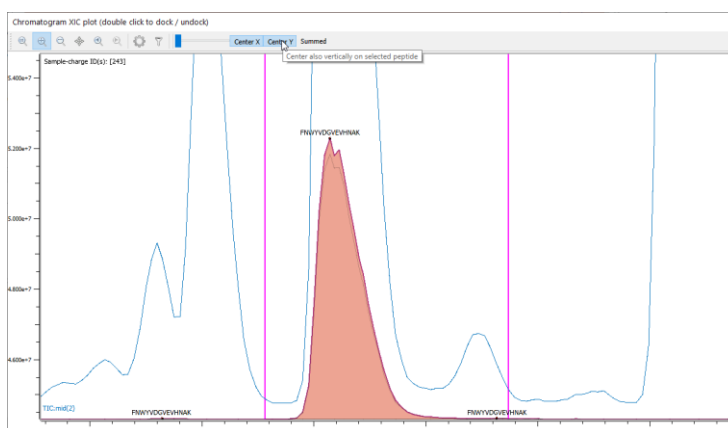 Chromatogram XIC plot (double click to dock / undock)
Center X Center Y Summed
Center also vertically on selected peptide
Sample-charge ID(s): [243]
5.400e+7
FNWYVDGVEVHNAK
5.200e+7
5.000e+7
4.800e+7
4.600e+7
TIC:mid(2)
FNWYVDGVEVHNAK
FNWYVDGVEVHNAK